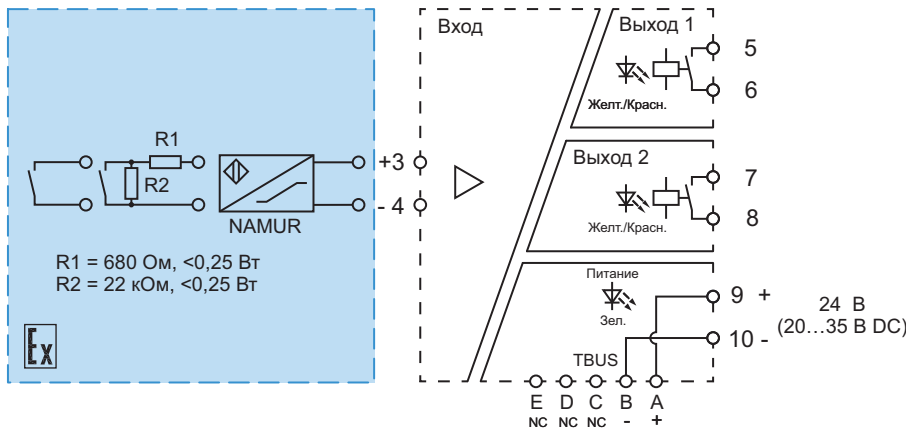 Вход
Выход 1
5
6
Желт./Красн.
R1
R2
+3
- 4
NAMUR
R1 = 680 Ом, <0,25 Вт
R2 = 22 кОм, <0,25 Вт
Ex
Выход 2
7
8
Желт./Красн.
Питание
Зел.
9 +
10 -
24 В
(20...35 В DC)
TBUS
E D C B A
NC NC NC - +